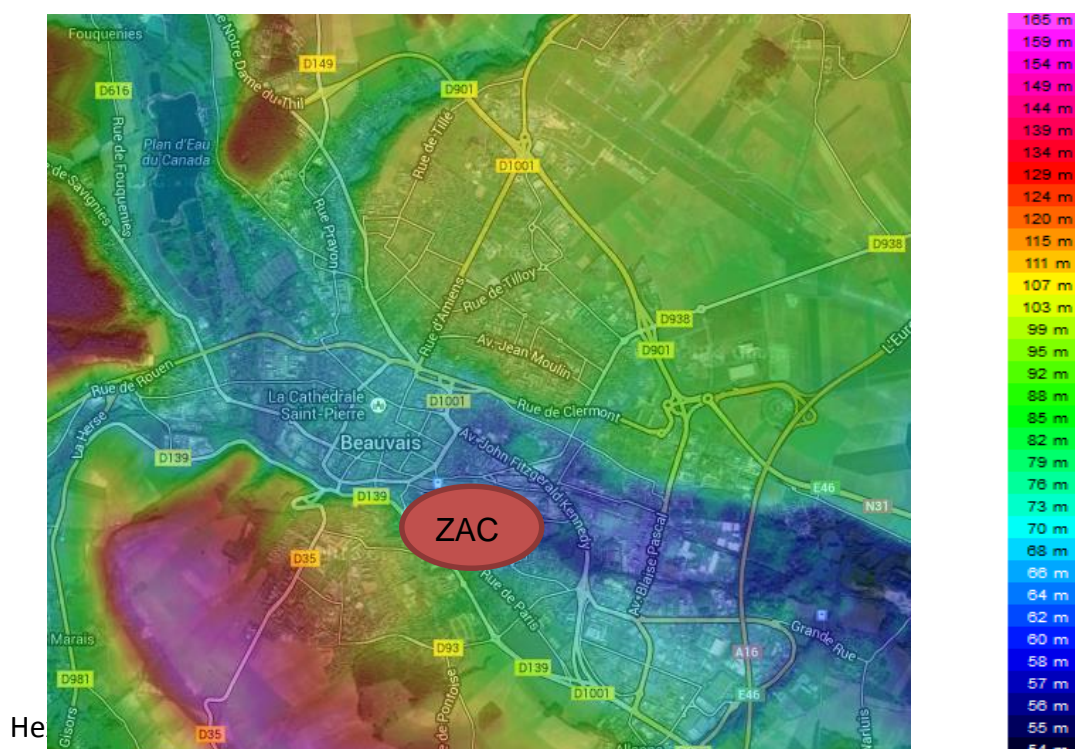 Fouquenies
Rue Notre Dame du Thil
D149
D616
D901
Rue de Tillé
Plan d'Eau
du Canada
D1001
Rue de Fouquenies
de Savignies
Rue Prayon
D938
Rue de Tilloy
Rue d'Amiens
D938
Av. Jean Moulin
D901
Rue de Rouen
La Cathédrale
Saint-Pierre
D1001
Rue de Clermont
La Herse
Beauvais
Av. John Fitzgerald Kennedy
D139
D139
E46
N31
ZAC
D35
Av. Blaise Pascal
Rue de Paris
Marais
Grande Rue
D93
A16
D139
D981
E46
D1001
e de Pontoise
Gisors
D35
He
165 m
159 m
154 m
149 m
144 m
139 m
134 m
129 m
124 m
120 m
115 m
111 m
107 m
103 m
99 m
95 m
92 m
88 m
85 m
82 m
79 m
76 m
73 m
70 m
68 m
66 m
64 m
62 m
60 m
58 m
57 m
56 m
55 m
54 m